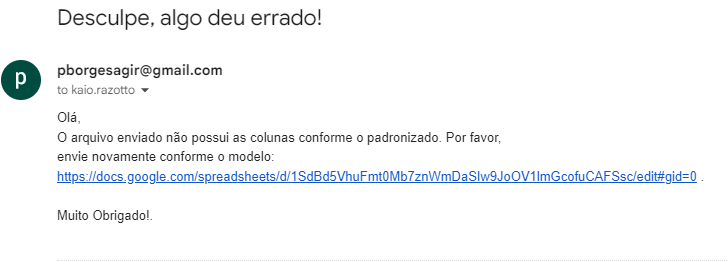 Desculpe, algo deu errado!
p
pborgesagir@gmail.com
to kaio.razotto
Olá,
O arquivo enviado não possui as colunas conforme o padronizado. Por favor,
envie novamente conforme o modelo:
https://docs.google.com/spreadsheets/d/1SdBd5VhuFmt0Mb7znWmDaSIw9JoOV1ImGcofuCAFSsc/edit#gid=0 .
Muito Obrigado!.